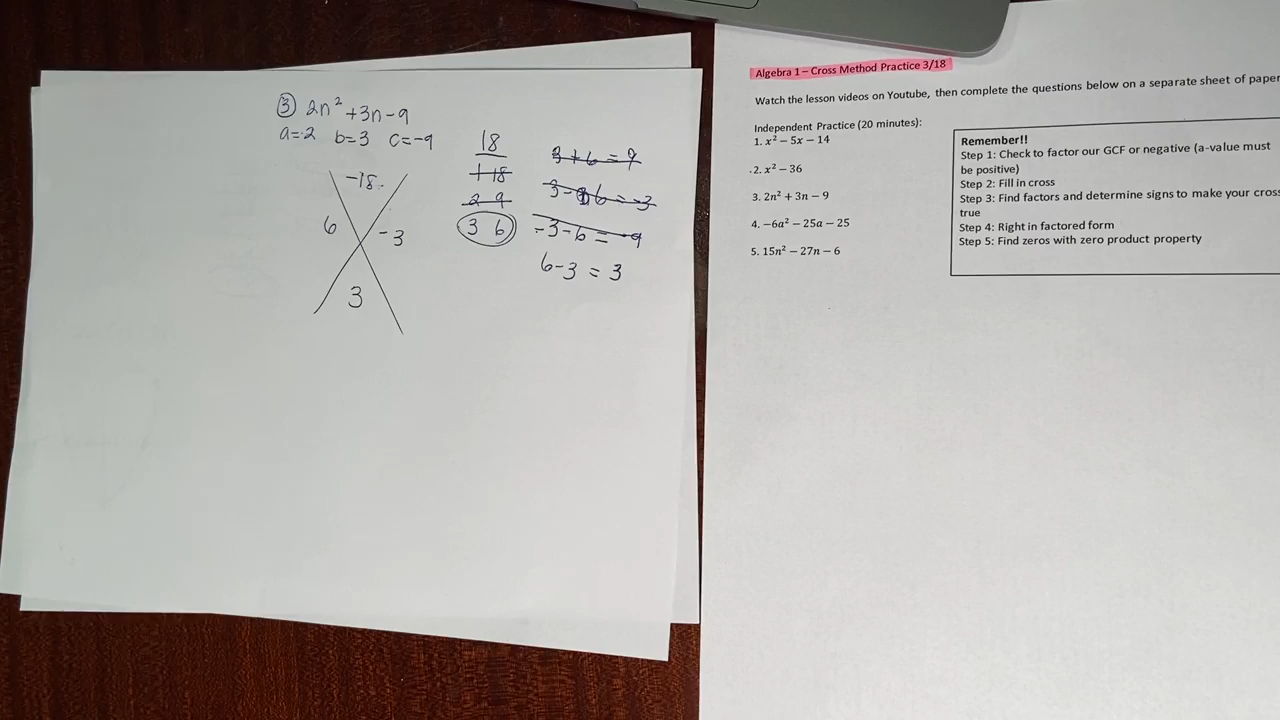 ③ 2n² + 3n - 9
a=2 b=3 c=-9
-18
6 -3
3
18
1 18
2 9
3 6
3+6 = 9
3-6 = -3
-3-6 = -9
6-3 = 3
Algebra 1 – Cross Method Practice 3/18
Watch the lesson videos on Youtube, then complete the questions below on a separate sheet of paper
Independent Practice (20 minutes):
1. x² – 5x – 14
2. x² – 36
3. 2n² + 3n – 9
4. –6a² – 25a – 25
5. 15n² – 27n – 6
Remember!!
Step 1: Check to factor our GCF or negative (a-value must
be positive)
Step 2: Fill in cross
Step 3: Find factors and determine signs to make your cross
true
Step 4: Right in factored form
Step 5: Find zeros with zero product property